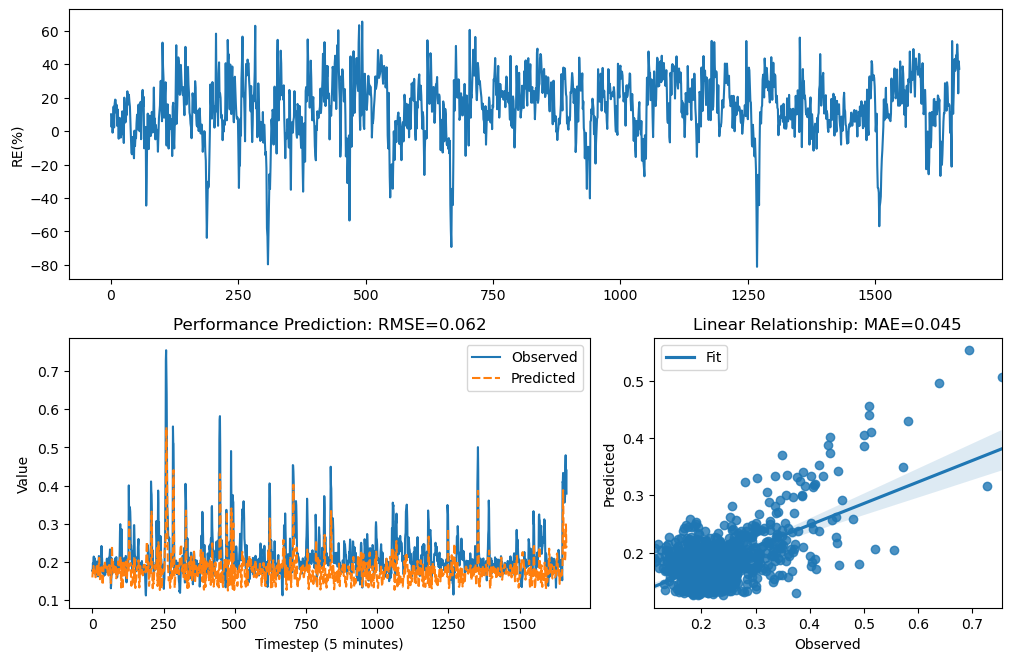 60
40
20
0
−20
−40
−60
−80
RE(%)
0 250 500 750 1000 1250 1500
Performance Prediction: RMSE=0.062
Observed
Predicted
0.7
0.6
0.5
0.4
0.3
0.2
0.1
Value
0 250 500 750 1000 1250 1500
Timestep (5 minutes)
Linear Relationship: MAE=0.045
Fit
0.5
0.4
0.3
0.2
Predicted
0.2 0.3 0.4 0.5 0.6 0.7
Observed